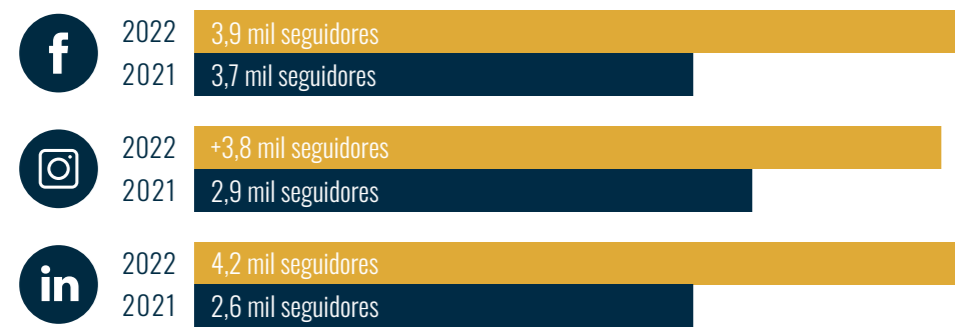 2022 3,9 mil seguidores
2021 3,7 mil seguidores
2022 +3,8 mil seguidores
2021 2,9 mil seguidores
in 2022 4,2 mil seguidores
2021 2,6 mil seguidores